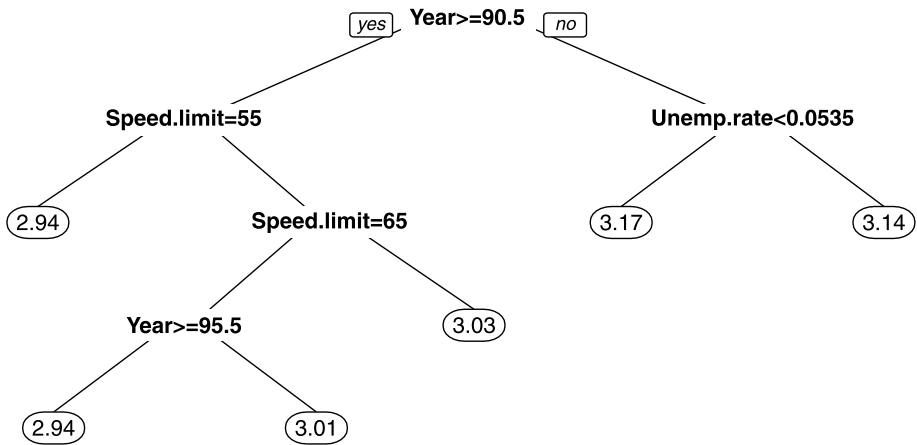 yes Year>=90.5 no
Speed.limit=55 Unemp.rate<0.0535
2.94 Speed.limit=65 3.17 3.14
Year>=95.5 3.03
2.94 3.01